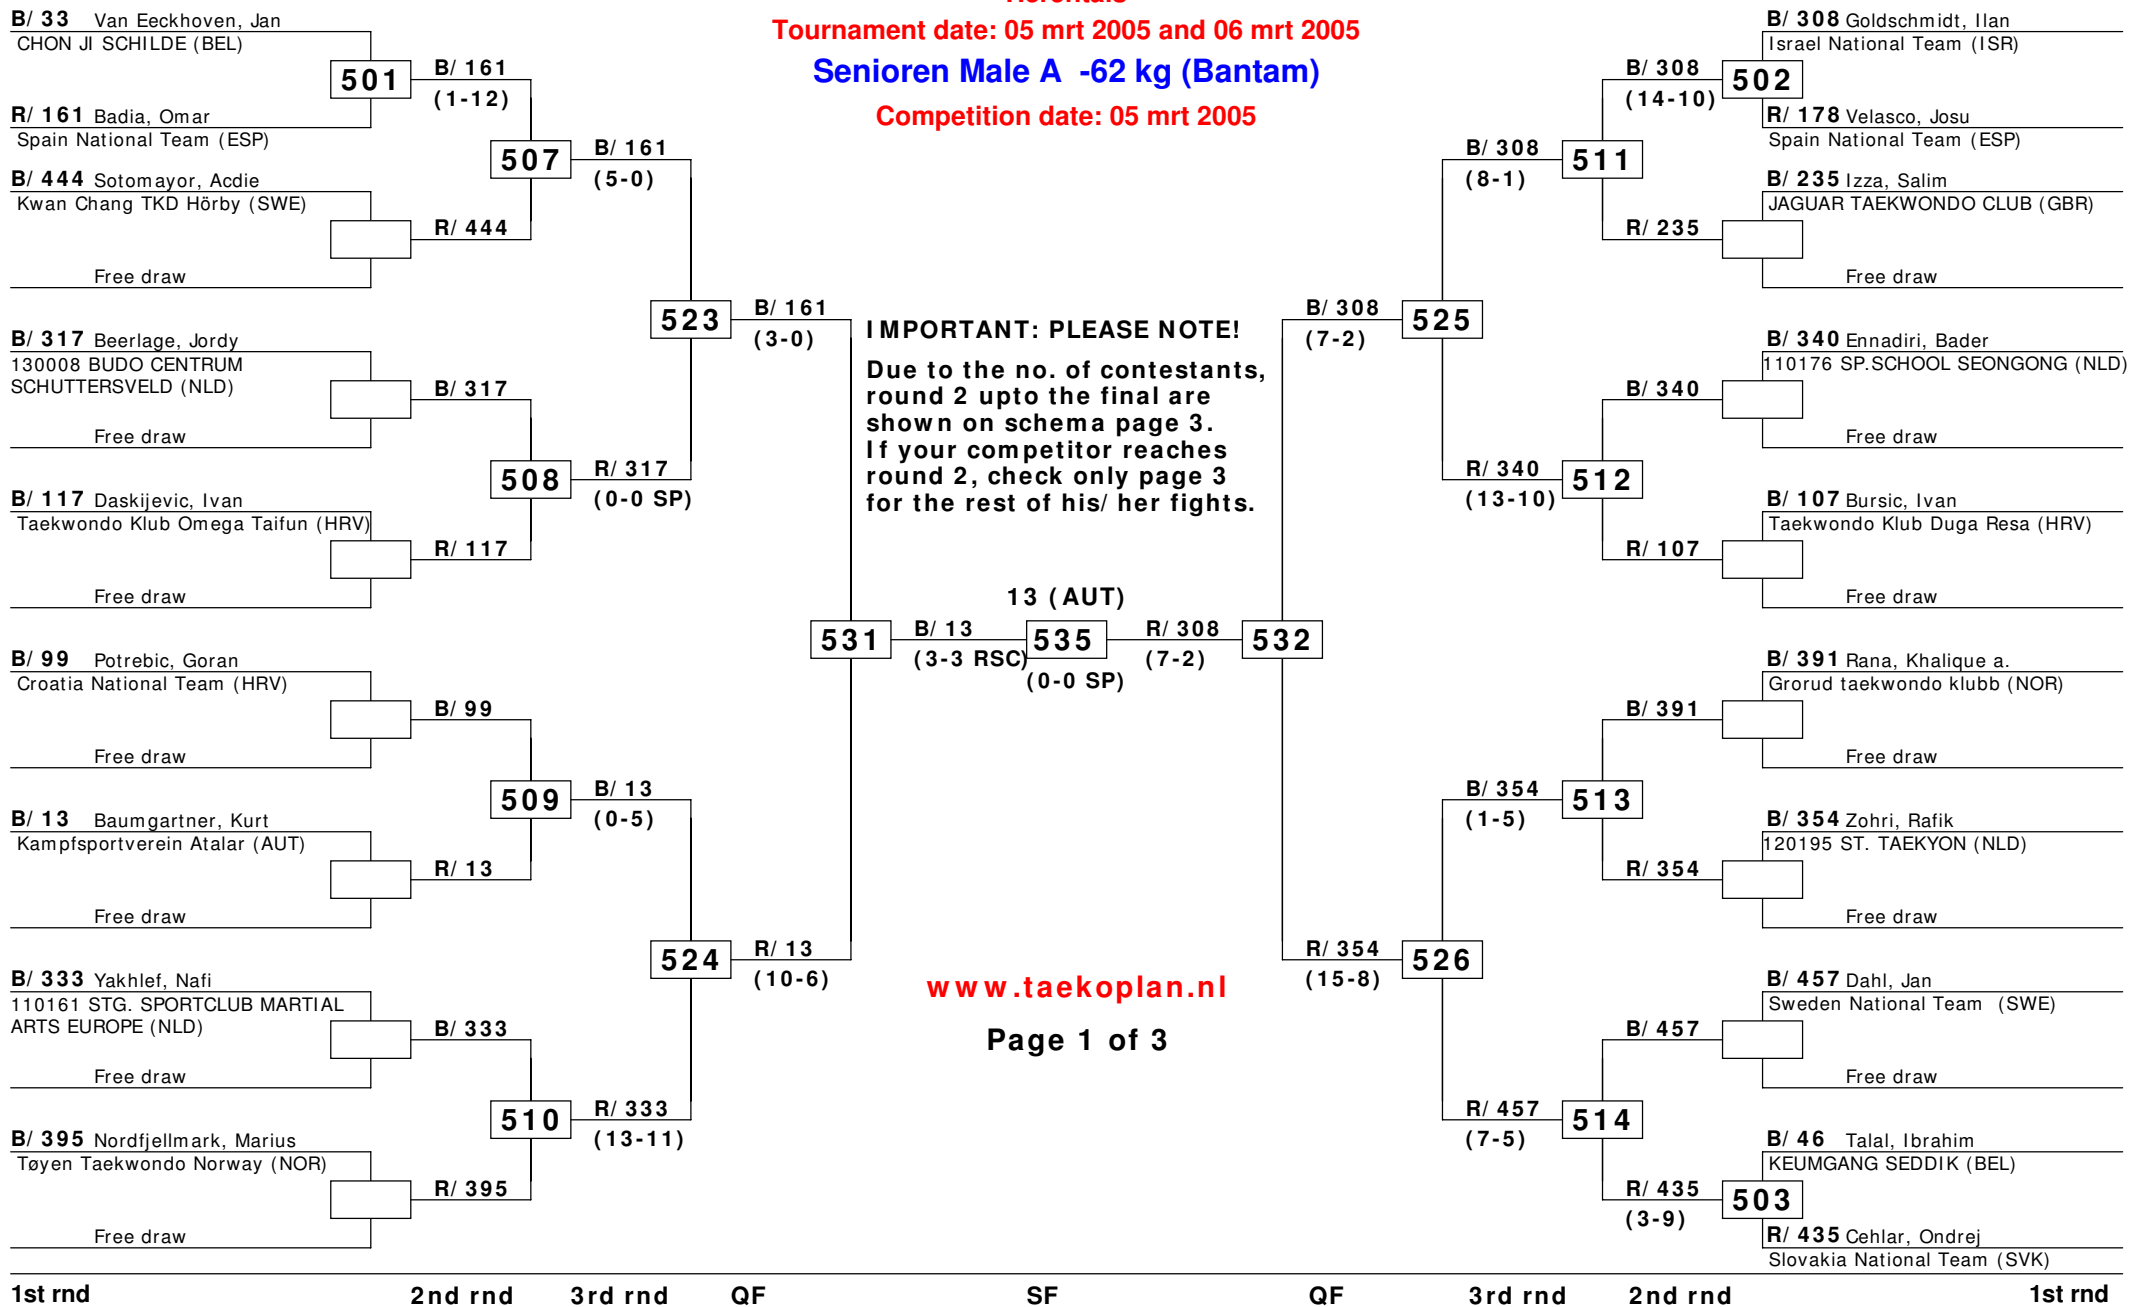 Herentals
Tournament date: 05 mrt 2005 and 06 mrt 2005
Senioren Male A -62 kg (Bantam)
Competition date: 05 mrt 2005
B/ 33 Van Eeckhoven, Jan
CHON JI SCHILDE (BEL)
501
B/ 161
(1-12)
R/ 161 Badia, Omar
Spain National Team (ESP)
507
B/ 161
(5-0)
B/ 444 Sotomayor, Acdie
Kwan Chang TKD Hörby (SWE)
R/ 444
Free draw
523
B/ 161
(3-0)
B/ 317 Beerlage, Jordy
130008 BUDO CENTRUM
SCHUTTERSVELD (NLD)
B/ 317
Free draw
508
R/ 317
(0-0 SP)
B/ 117 Daskijevic, Ivan
Taekwondo Klub Omega Taifun (HRV)
R/ 117
Free draw
531
B/ 13
(3-3 RSC)
B/ 99 Potrebic, Goran
Croatia National Team (HRV)
B/ 99
Free draw
509
B/ 13
(0-5)
B/ 13 Baumgartner, Kurt
Kampfsportverein Atalar (AUT)
R/ 13
Free draw
524
R/ 13
(10-6)
B/ 333 Yakhlef, Nafi
110161 STG. SPORTCLUB MARTIAL
ARTS EUROPE (NLD)
B/ 333
Free draw
510
R/ 333
(13-11)
B/ 395 Nordfjellmark, Marius
Tøyen Taekwondo Norway (NOR)
R/ 395
Free draw
IMPORTANT: PLEASE NOTE!
Due to the no. of contestants,
round 2 upto the final are
shown on schema page 3.
If your competitor reaches
round 2, check only page 3
for the rest of his/ her fights.
13 (AUT)
535
(0-0 SP)
R/ 308
(7-2)
532
www.taekoplan.nl
Page 1 of 3
B/ 308 Goldschmidt, Ilan
Israel National Team (ISR)
B/ 308
(14-10)
502
R/ 178 Velasco, Josu
Spain National Team (ESP)
B/ 308
(8-1)
511
B/ 235 Izza, Salim
JAGUAR TAEKWONDO CLUB (GBR)
R/ 235
Free draw
B/ 308
(7-2)
525
B/ 340 Ennadiri, Bader
110176 SP.SCHOOL SEONGONG (NLD)
B/ 340
Free draw
R/ 340
(13-10)
512
B/ 107 Bursic, Ivan
Taekwondo Klub Duga Resa (HRV)
R/ 107
Free draw
B/ 391 Rana, Khalique a.
Grorud taekwondo klubb (NOR)
B/ 391
Free draw
B/ 354
(1-5)
513
B/ 354 Zohri, Rafik
120195 ST. TAEKYON (NLD)
R/ 354
Free draw
R/ 354
(15-8)
526
B/ 457 Dahl, Jan
Sweden National Team (SWE)
B/ 457
Free draw
R/ 457
(7-5)
514
B/ 46 Talal, Ibrahim
KEUMGANG SEDDIK (BEL)
R/ 435
(3-9)
503
R/ 435 Cehlar, Ondrej
Slovakia National Team (SVK)
1st rnd 2nd rnd 3rd rnd QF SF QF 3rd rnd 2nd rnd 1st rnd